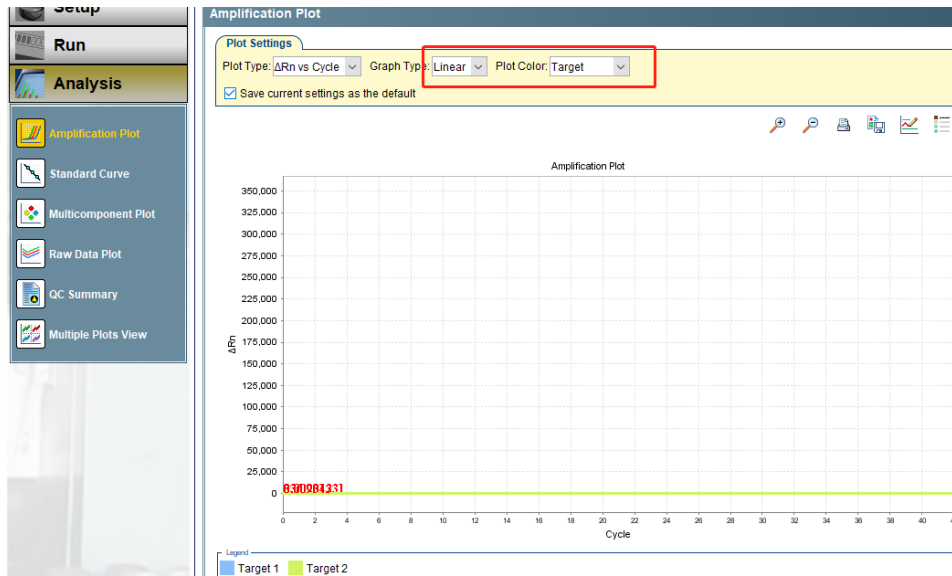 Setup
Run
Analysis
Amplification Plot
Standard Curve
Multicomponent Plot
Raw Data Plot
QC Summary
Multiple Plots View
Amplification Plot
Plot Settings
Plot Type: ΔRn vs Cycle Graph Type: Linear Plot Color: Target
Save current settings as the default
Amplification Plot
350,000
325,000
300,000
275,000
250,000
225,000
200,000
175,000
150,000
125,000
100,000
75,000
50,000
25,000
0
ΔRn
0 2 4 6 8 10 12 14 16 18 20 22 24 26 28 30 32 34 36 38 40
Cycle
Legend
Target 1 Target 2